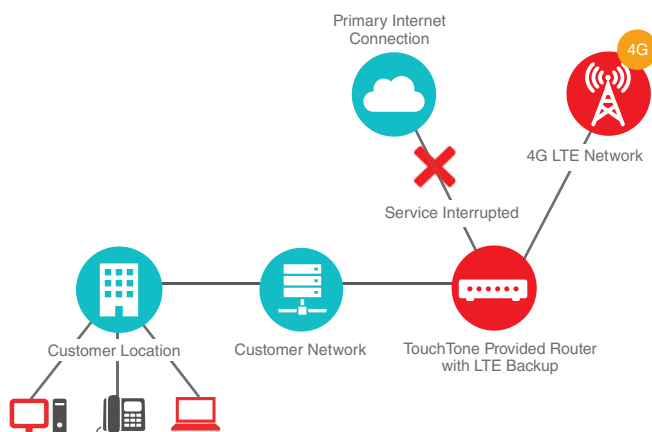 Primary Internet
Connection
4G
4G LTE Network
Service Interrupted
Customer Location
Customer Network
TouchTone Provided Router
with LTE Backup